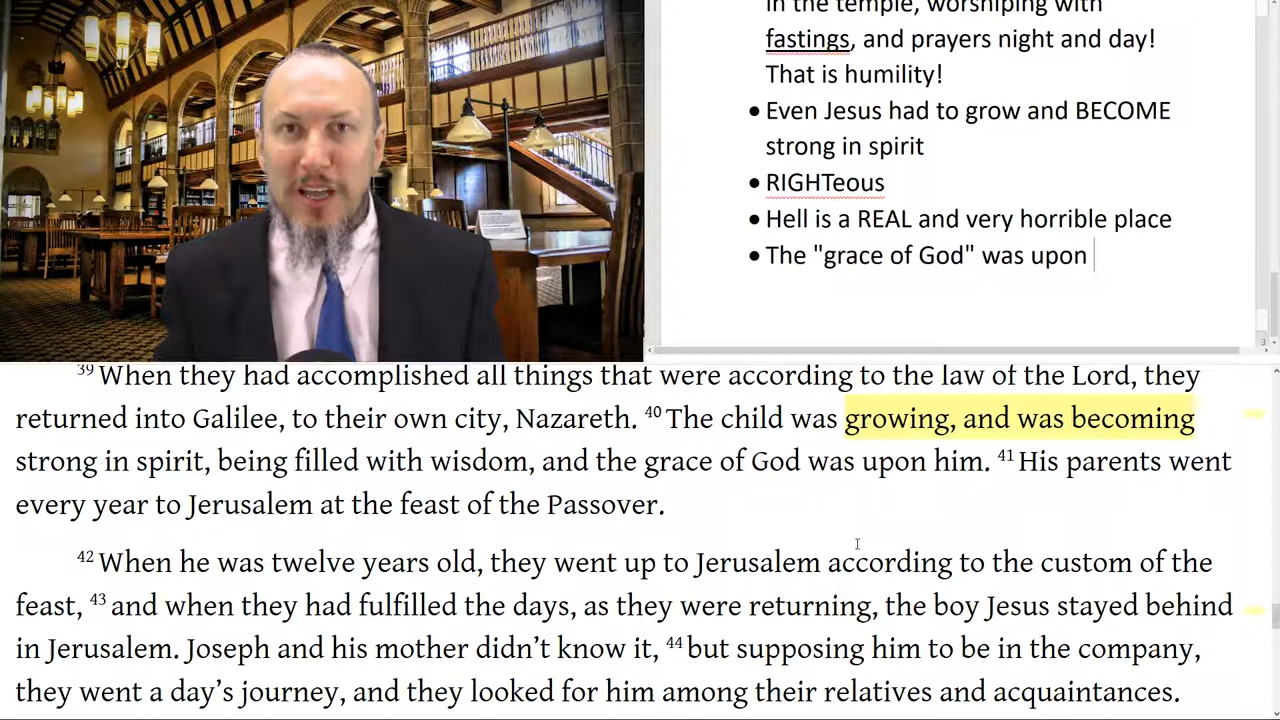 in the temple, worshiping with
fastings, and prayers night and day!
That is humility!
• Even Jesus had to grow and BECOME
strong in spirit
• RIGHTeous
• Hell is a REAL and very horrible place
• The "grace of God" was upon
3
39 When they had accomplished all things that were according to the law of the Lord, they
returned into Galilee, to their own city, Nazareth. 40 The child was growing, and was becoming
strong in spirit, being filled with wisdom, and the grace of God was upon him. 41 His parents went
every year to Jerusalem at the feast of the Passover.
42 When he was twelve years old, they went up to Jerusalem according to the custom of the
feast, 43 and when they had fulfilled the days, as they were returning, the boy Jesus stayed behind
in Jerusalem. Joseph and his mother didn’t know it, 44 but supposing him to be in the company,
they went a day’s journey, and they looked for him among their relatives and acquaintances.